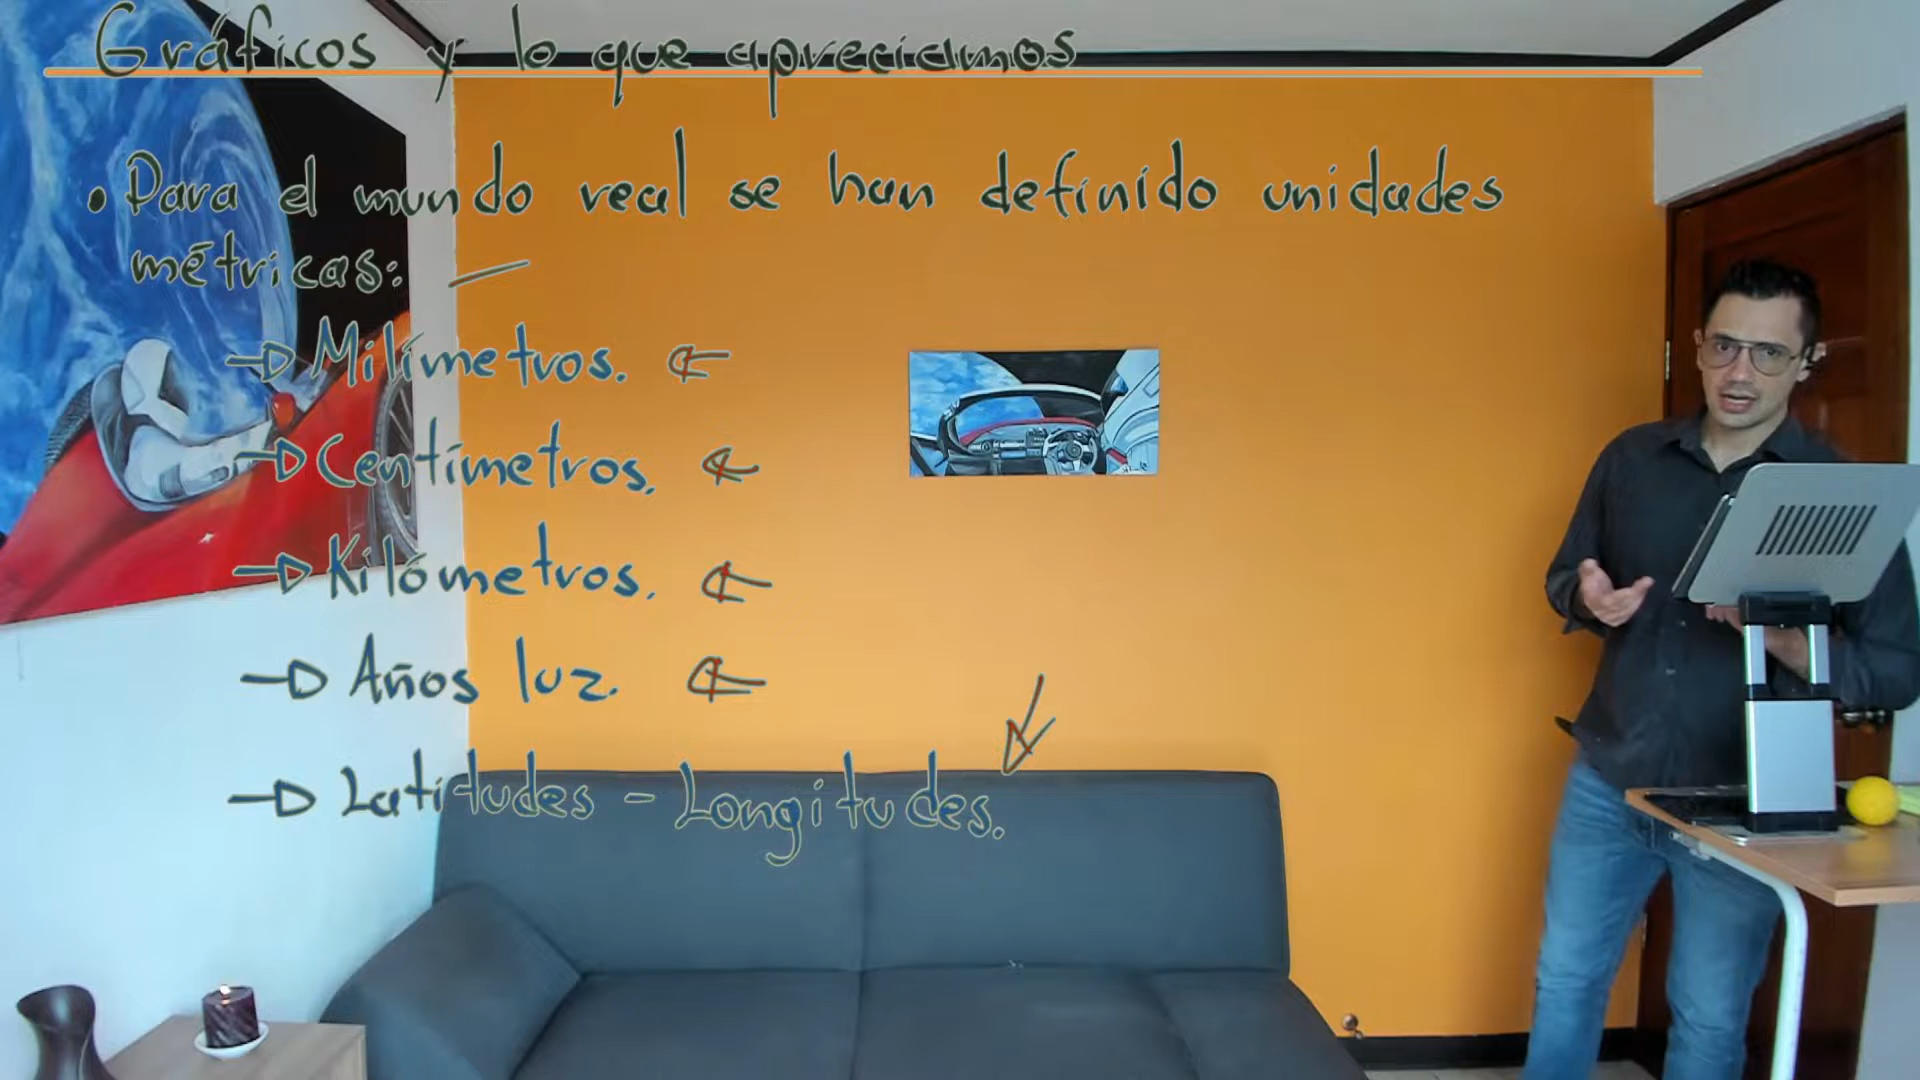 Gráficos y lo que apreciamos
• Para el mundo real se han definido unidades
métricas:
Milímetros.
Centímetros.
Kilómetros.
Años luz.
Latitudes - Longitudes.